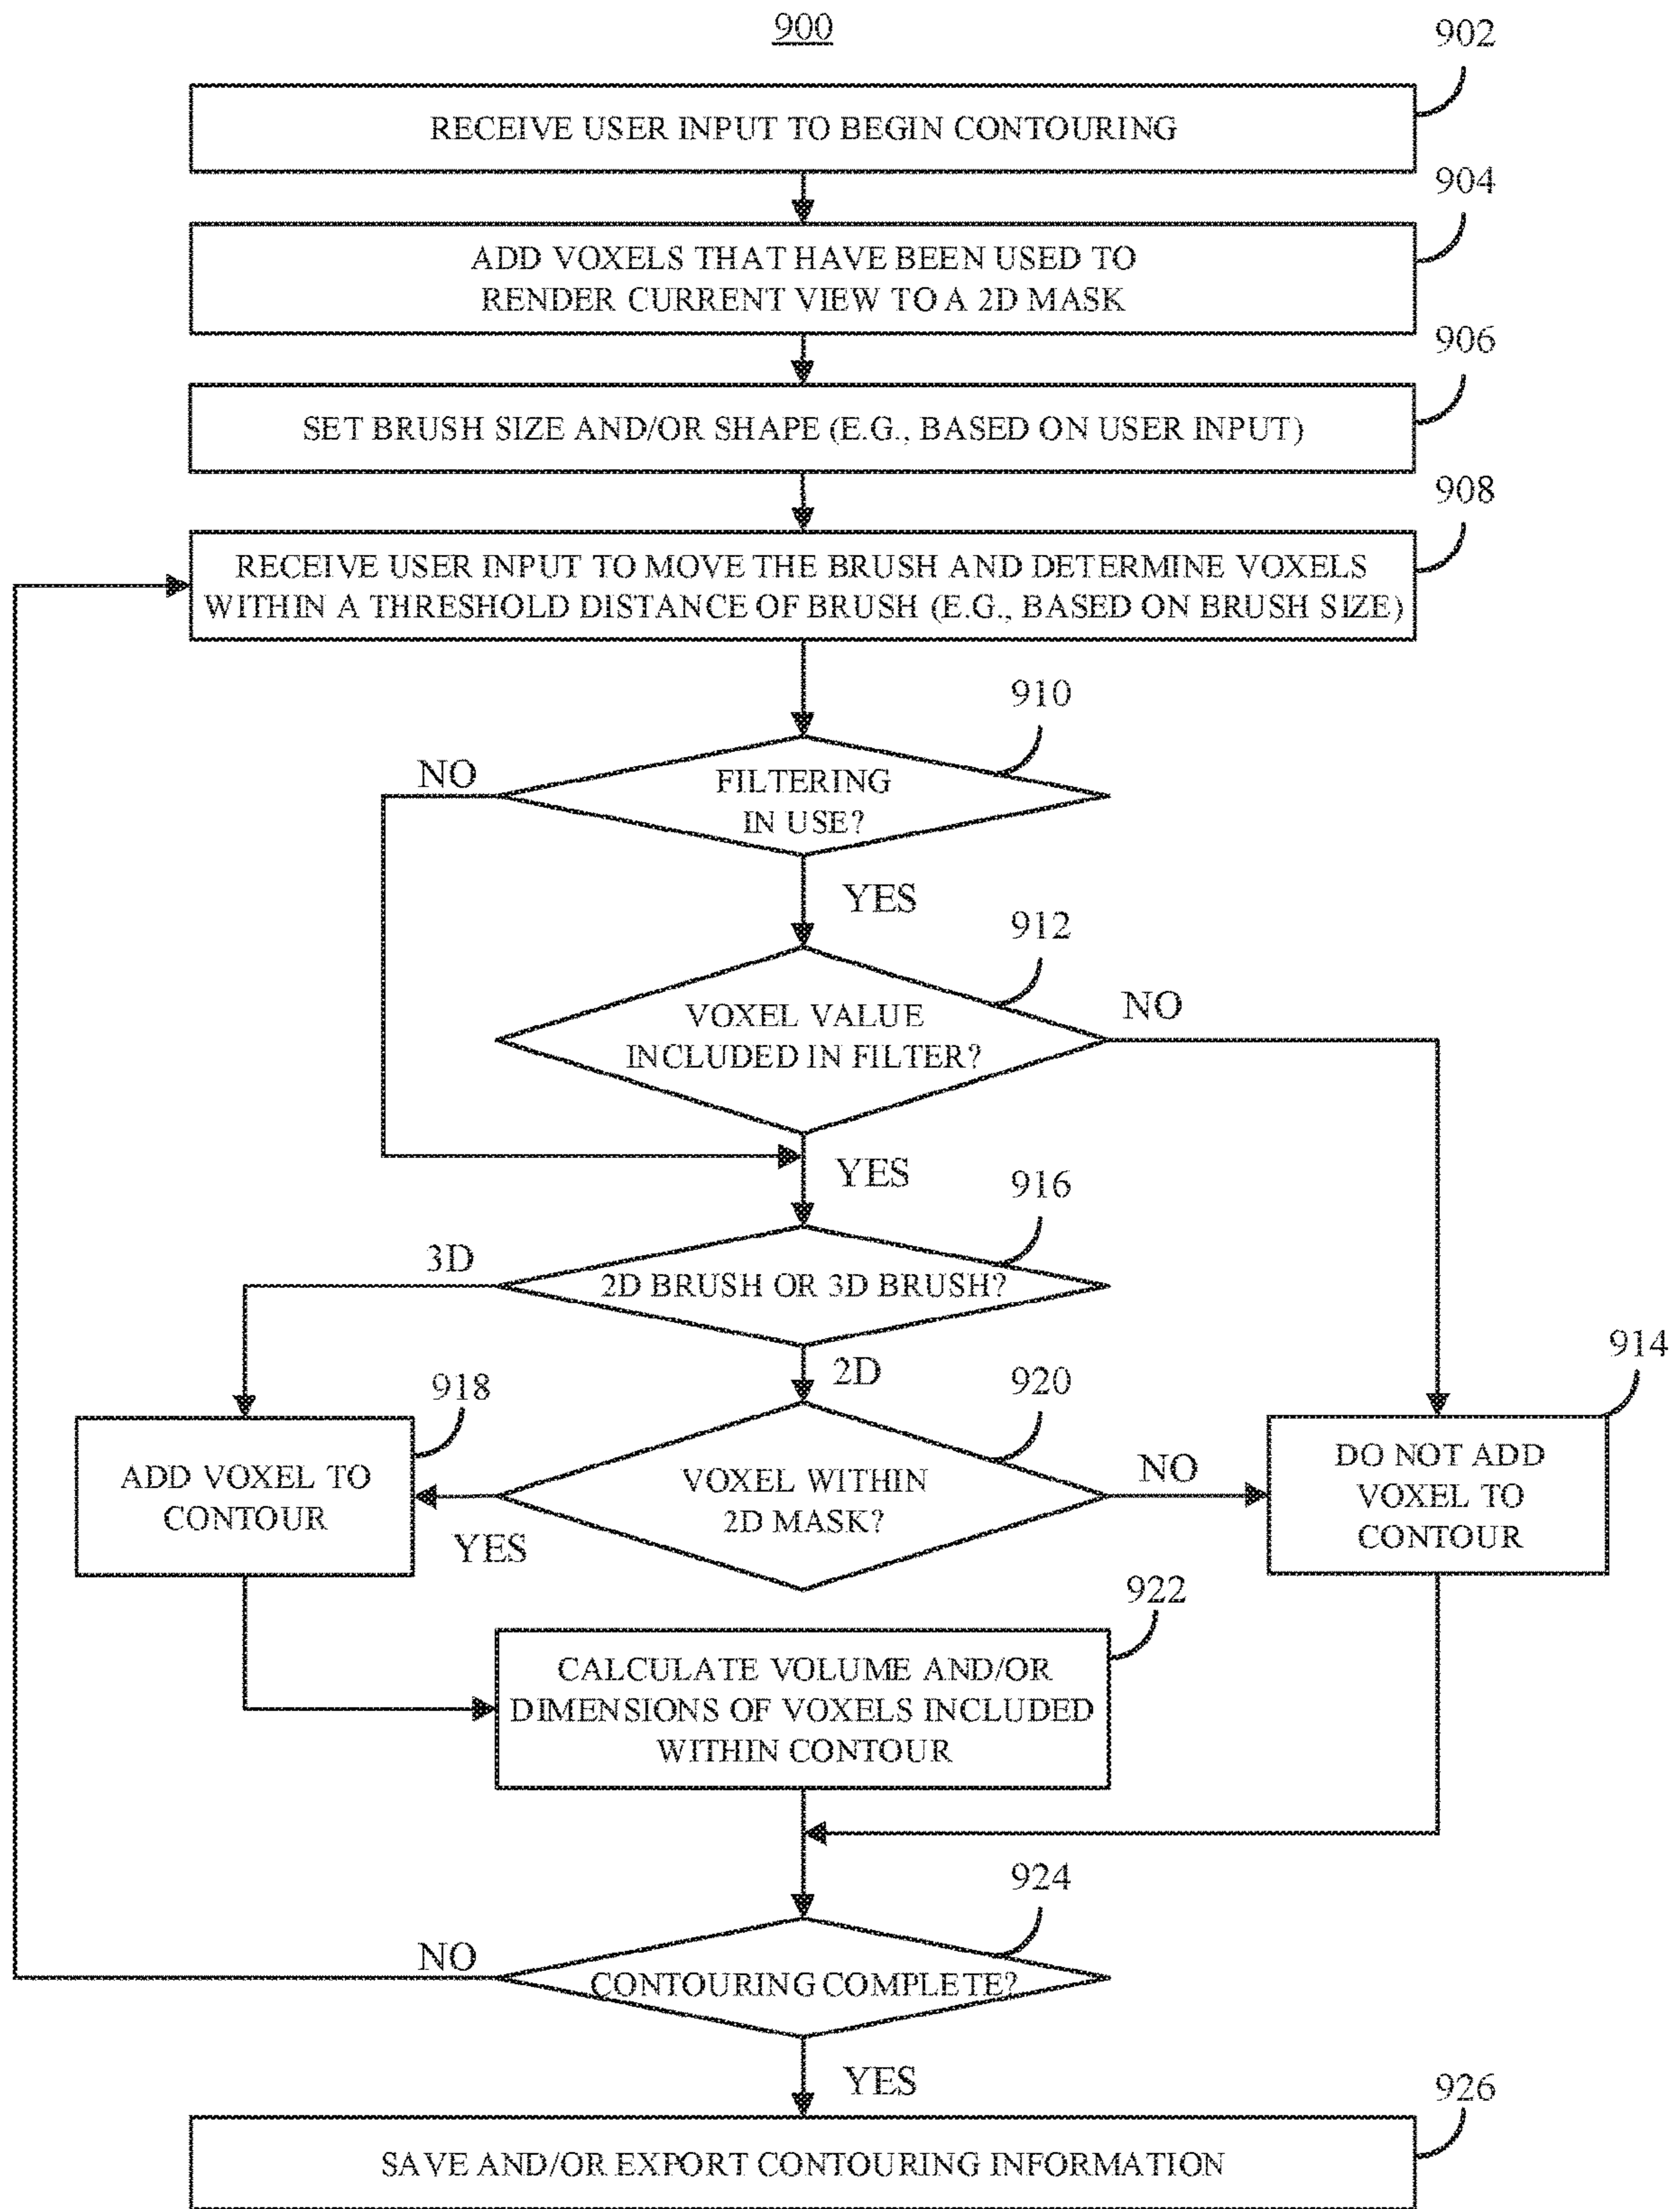 900
902
RECEIVE USER INPUT TO BEGIN CONTOURING
904
ADD VOXELS THAT HAVE BEEN USED TO
RENDER CURRENT VIEW TO A 2D MASK
906
SET BRUSH SIZE AND/OR SHAPE (E.G., BASED ON USER INPUT)
908
RECEIVE USER INPUT TO MOVE THE BRUSH AND DETERMINE VOXELS
WITHIN A THRESHOLD DISTANCE OF BRUSH (E.G., BASED ON BRUSH SIZE)
910
NO
FILTERING
IN USE?
YES
912
NO
VOXEL VALUE
INCLUDED IN FILTER?
YES
916
3D
2D BRUSH OR 3D BRUSH?
2D
914
918
920
ADD VOXEL TO
CONTOUR
VOXEL WITHIN
2D MASK?
YES
NO
DO NOT ADD
VOXEL TO
CONTOUR
922
CALCULATE VOLUME AND/OR
DIMENSIONS OF VOXELS INCLUDED
WITHIN CONTOUR
924
NO
CONTOURING COMPLETE?
YES
926
SAVE AND/OR EXPORT CONTOURING INFORMATION